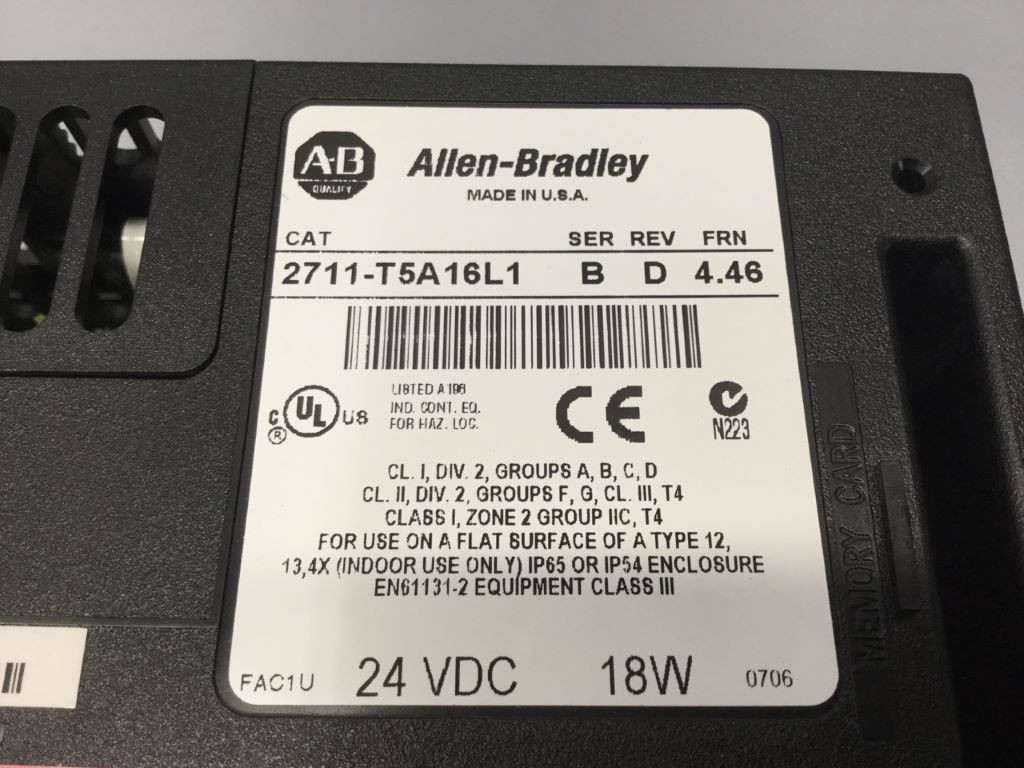 A-B
QUALITY
Allen-Bradley
MADE IN U.S.A.
CAT SER REV FRN
2711-T5A16L1 B D 4.46
C UL US
®
LISTED A196
IND. CONT. EQ.
FOR HAZ. LOC.
CE
N223
CL. I, DIV. 2, GROUPS A, B, C, D
CL. II, DIV. 2, GROUPS F, G, CL. III, T4
CLASS I, ZONE 2 GROUP IIC, T4
FOR USE ON A FLAT SURFACE OF A TYPE 12,
13,4X (INDOOR USE ONLY) IP65 OR IP54 ENCLOSURE
EN61131-2 EQUIPMENT CLASS III
FAC1U 24 VDC 18W 0706
MEMORY CARD